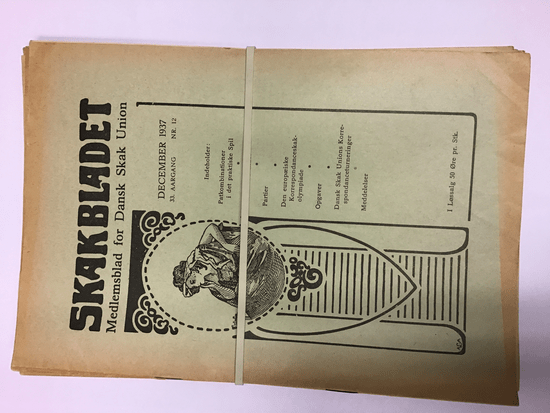 SKAKBLADET
Medlemsblad for Dansk Skak Union
DECEMBER 1937
33. AARGANG NR. 12
Indeholder:
Patkombinationer
i det praktiske Spil
Partier
Den europæiske
Korrespondanceskak-
olympiade
Opgaver
Dansk Skak Unions Korre-
spondanceturneringer
Meddelelser
I Løssalg 50 Øre pr. Stk.